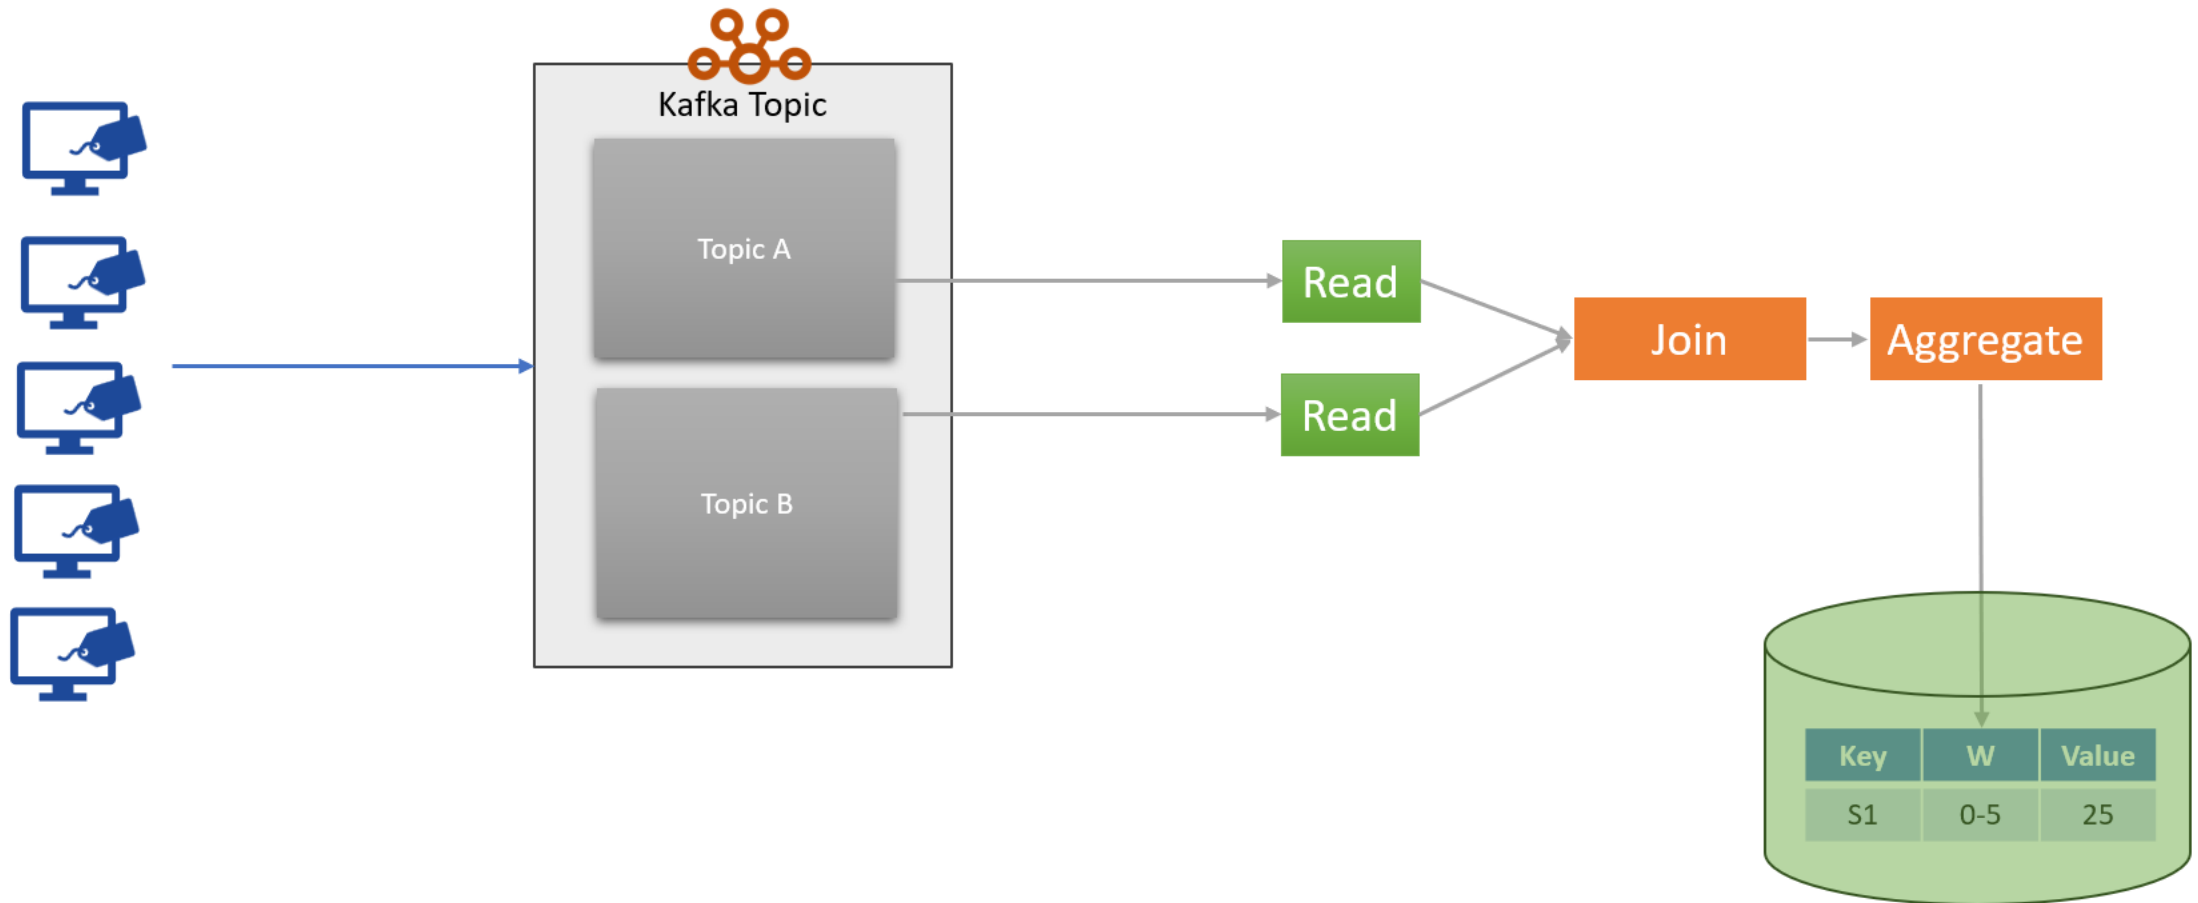 Kafka Topic
Topic A
Topic B
Read
Read
Join
Aggregate
Key W Value
S1 0-5 25